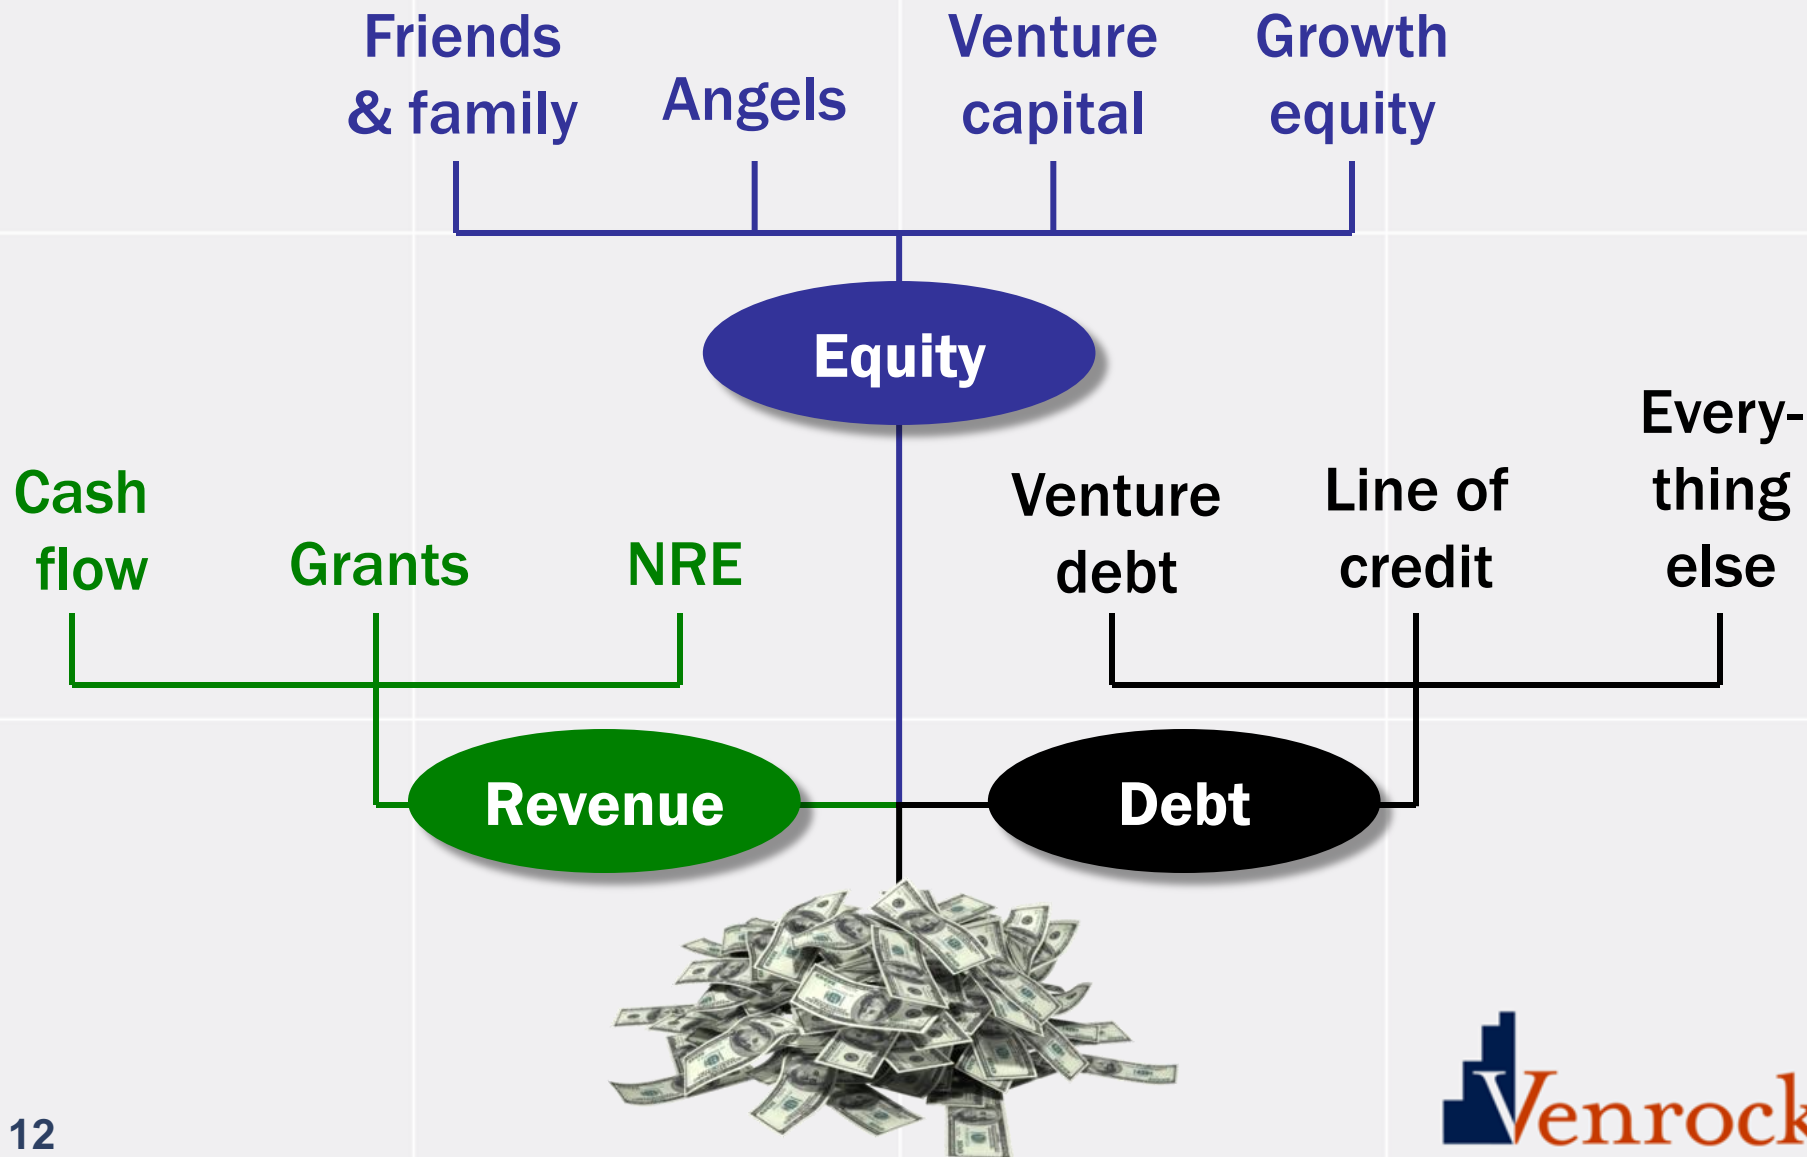 Friends
& family
Angels
Venture
capital
Growth
equity
Equity
Cash
flow
Grants
NRE
Venture
debt
Line of
credit
Every-
thing
else
Revenue
Debt
12
Venrock